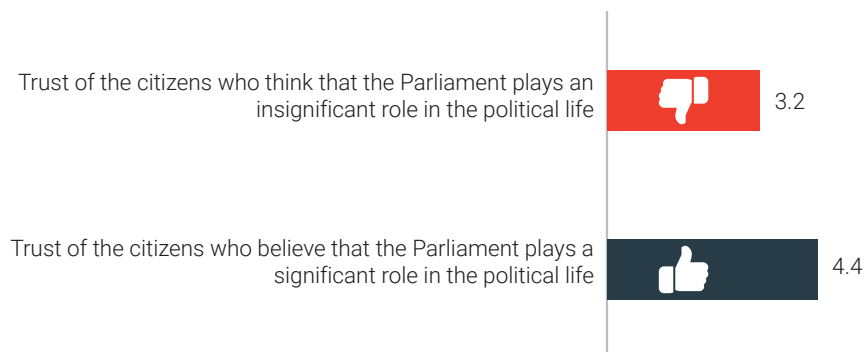 Trust of the citizens who think that the Parliament plays an
insignificant role in the political life
3.2
Trust of the citizens who believe that the Parliament plays a
significant role in the political life
4.4